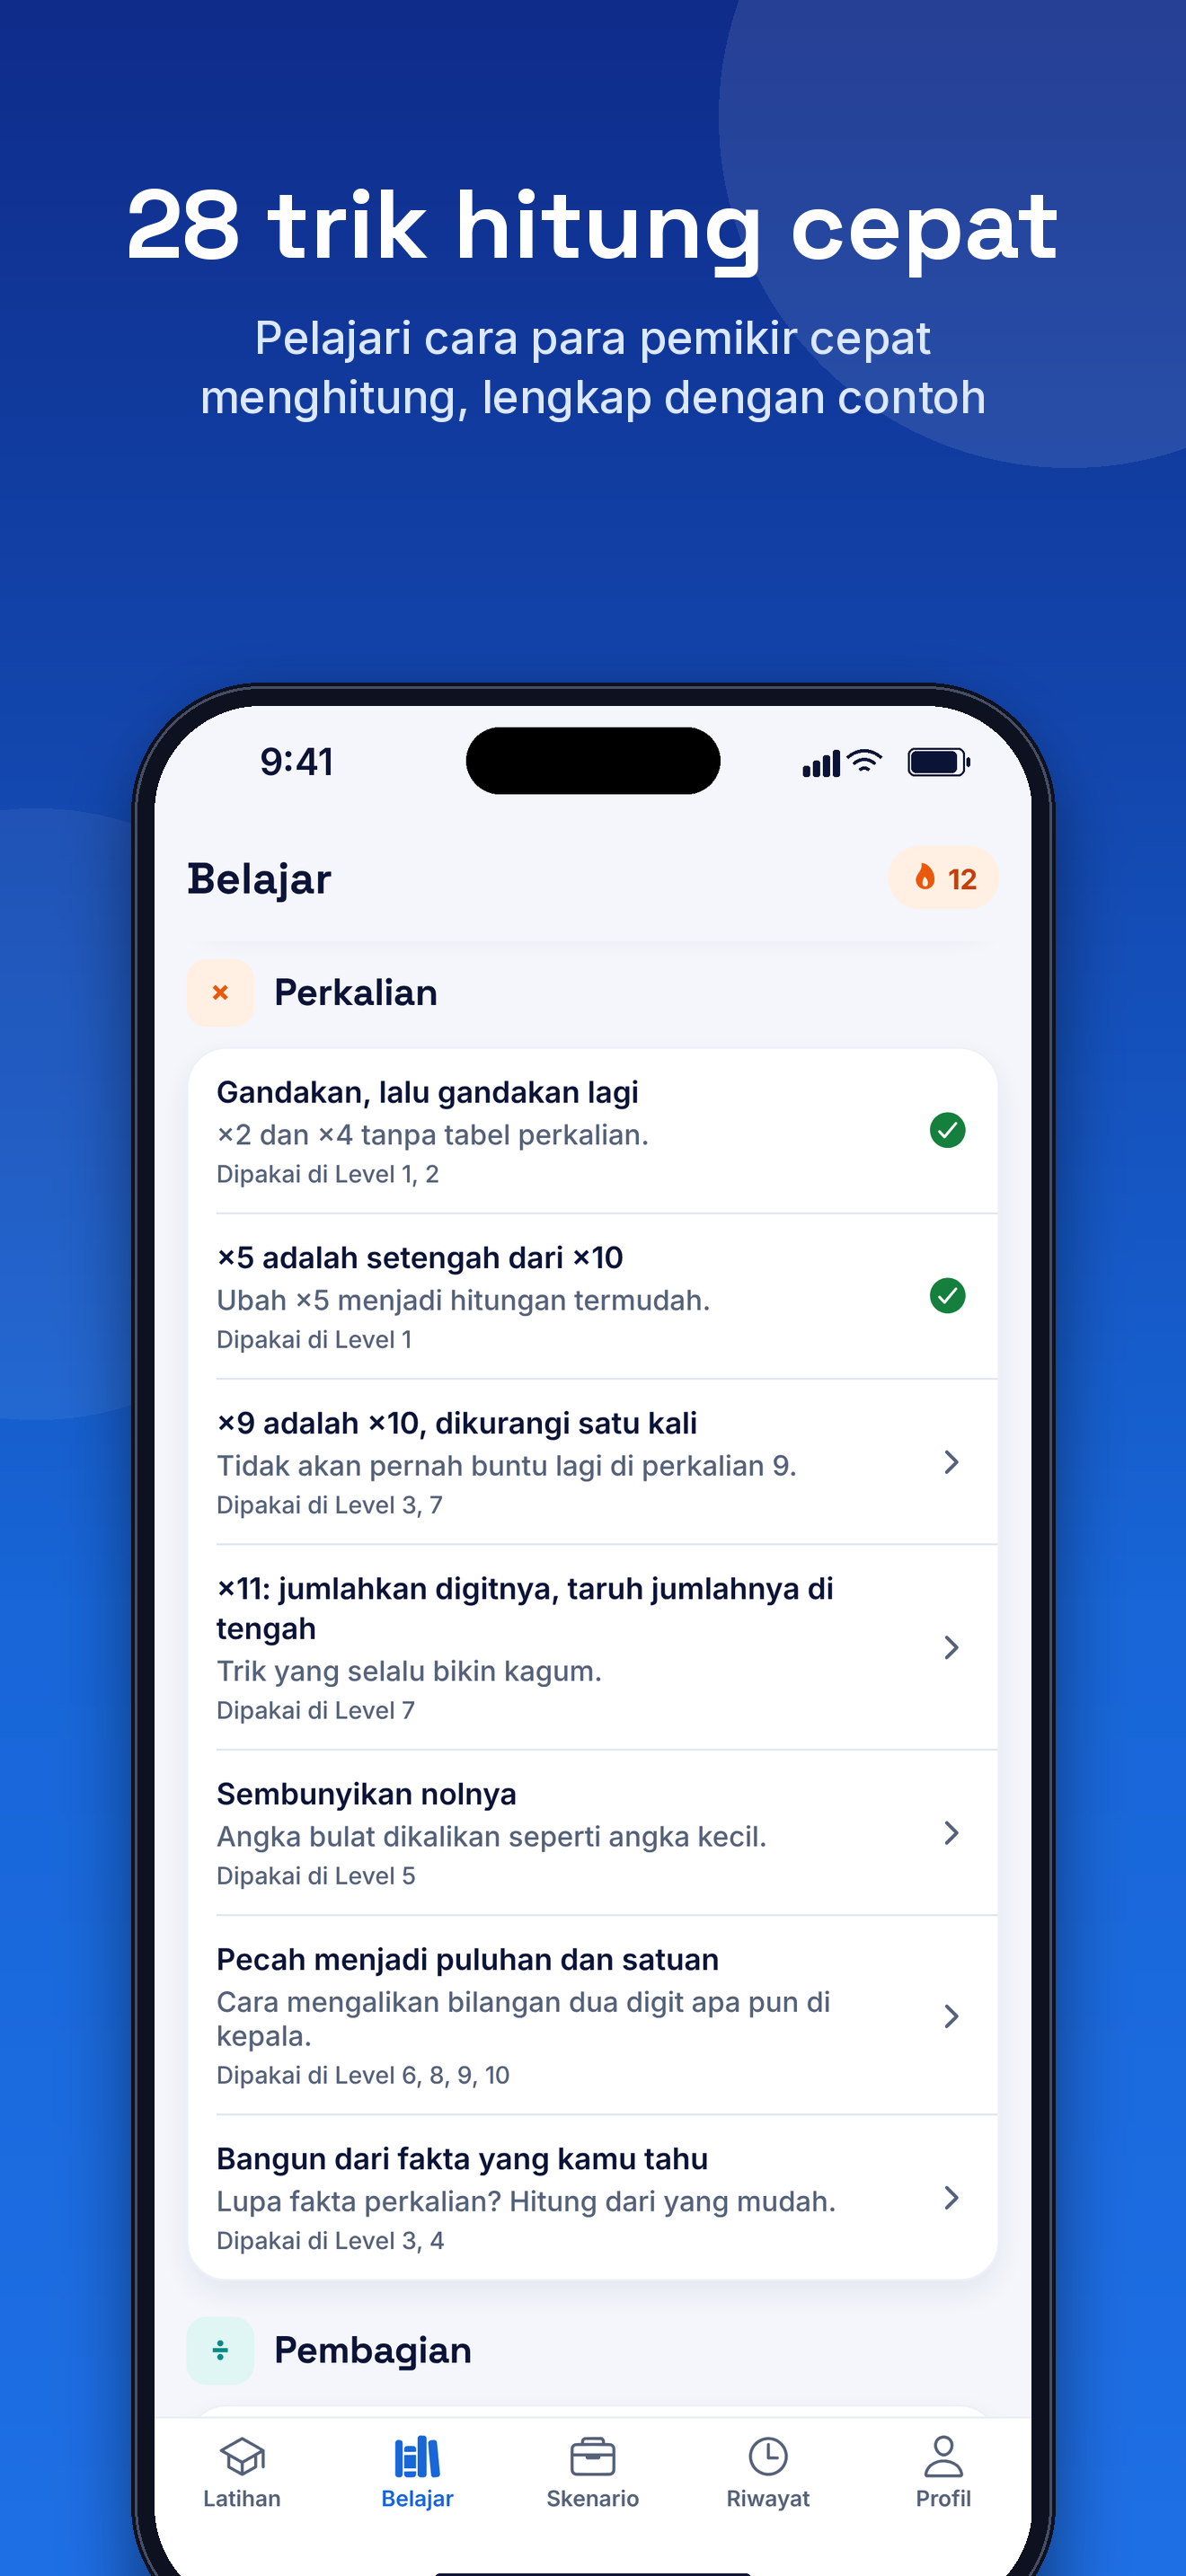 28 trik hitung cepat
Pelajari cara para pemikir cepat
menghitung, lengkap dengan contoh
9:41
Belajar
12
×
Perkalian
Gandakan, lalu gandakan lagi
×2 dan ×4 tanpa tabel perkalian.
Dipakai di Level 1, 2
×5 adalah setengah dari ×10
Ubah ×5 menjadi hitungan termudah.
Dipakai di Level 1
×9 adalah ×10, dikurangi satu kali
Tidak akan pernah buntu lagi di perkalian 9.
Dipakai di Level 3, 7
×11: jumlahkan digitnya, taruh jumlahnya di
tengah
Trik yang selalu bikin kagum.
Dipakai di Level 7
Sembunyikan nolnya
Angka bulat dikalikan seperti angka kecil.
Dipakai di Level 5
Pecah menjadi puluhan dan satuan
Cara mengalikan bilangan dua digit apa pun di
kepala.
Dipakai di Level 6, 8, 9, 10
Bangun dari fakta yang kamu tahu
Lupa fakta perkalian? Hitung dari yang mudah.
Dipakai di Level 3, 4
÷
Pembagian
Latihan
Belajar
Skenario
Riwayat
Profil